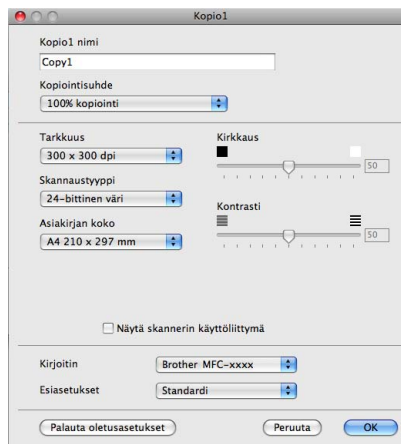 Kopio1
Kopio1 nimi
Copy1
Kopiointisuhde
100% kopiointi
Tarkkuus
300 x 300 dpi
Skannaustyyppi
24-bittinen väri
Asiakirjan koko
A4 210 x 297 mm
Kirkkaus
50
Kontrasti
50
Näytä skannerin käyttöliittymä
Kirjoitin
Brother MFC-xxxx
Esiasetukset
Standardi
Palauta oletusasetukset
Peruuta
OK